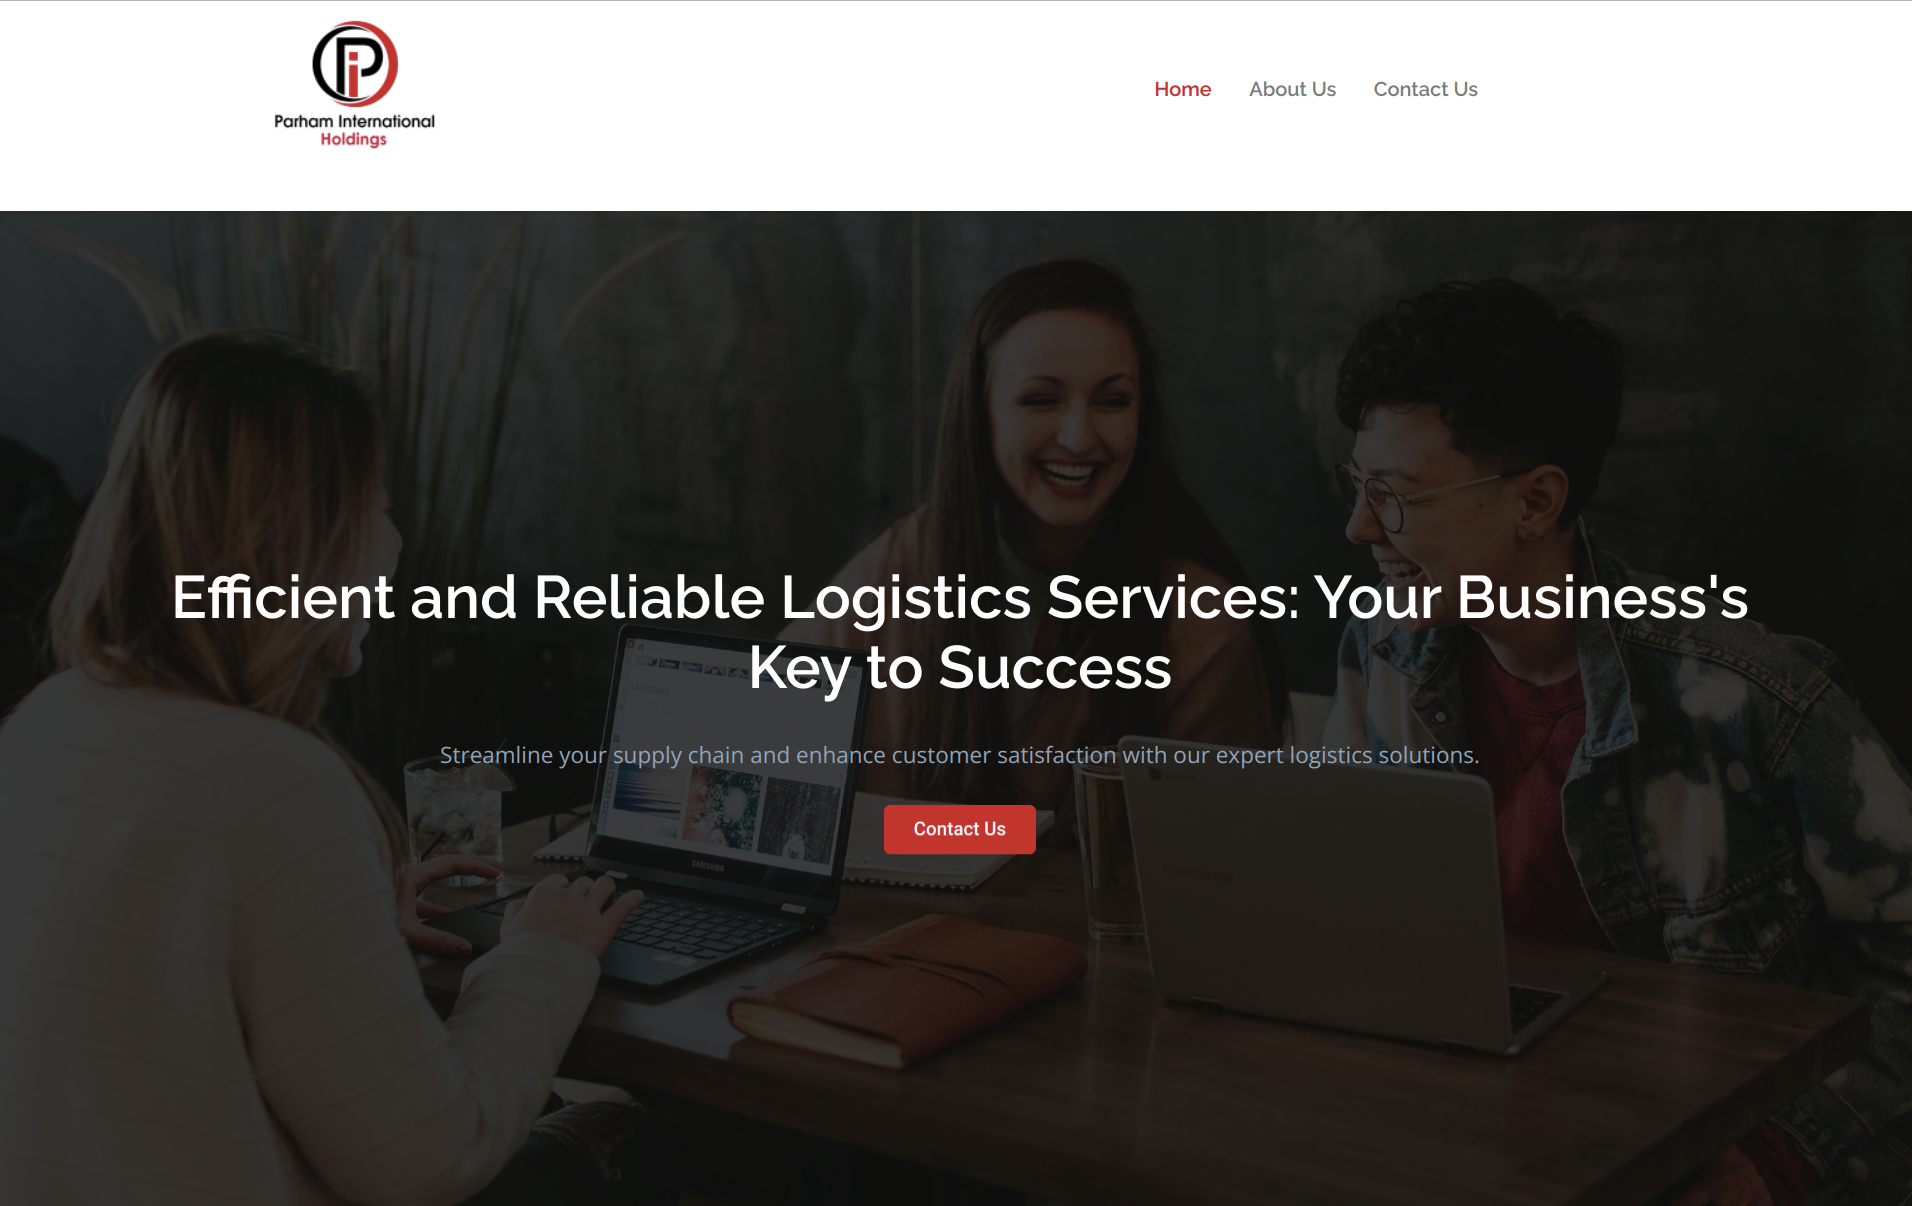 Parham International
Holdings
Home
About Us
Contact Us
Efficient and Reliable Logistics Services: Your Business's
Key to Success
Streamline your supply chain and enhance customer satisfaction with our expert logistics solutions.
Contact Us
SAMSUNG